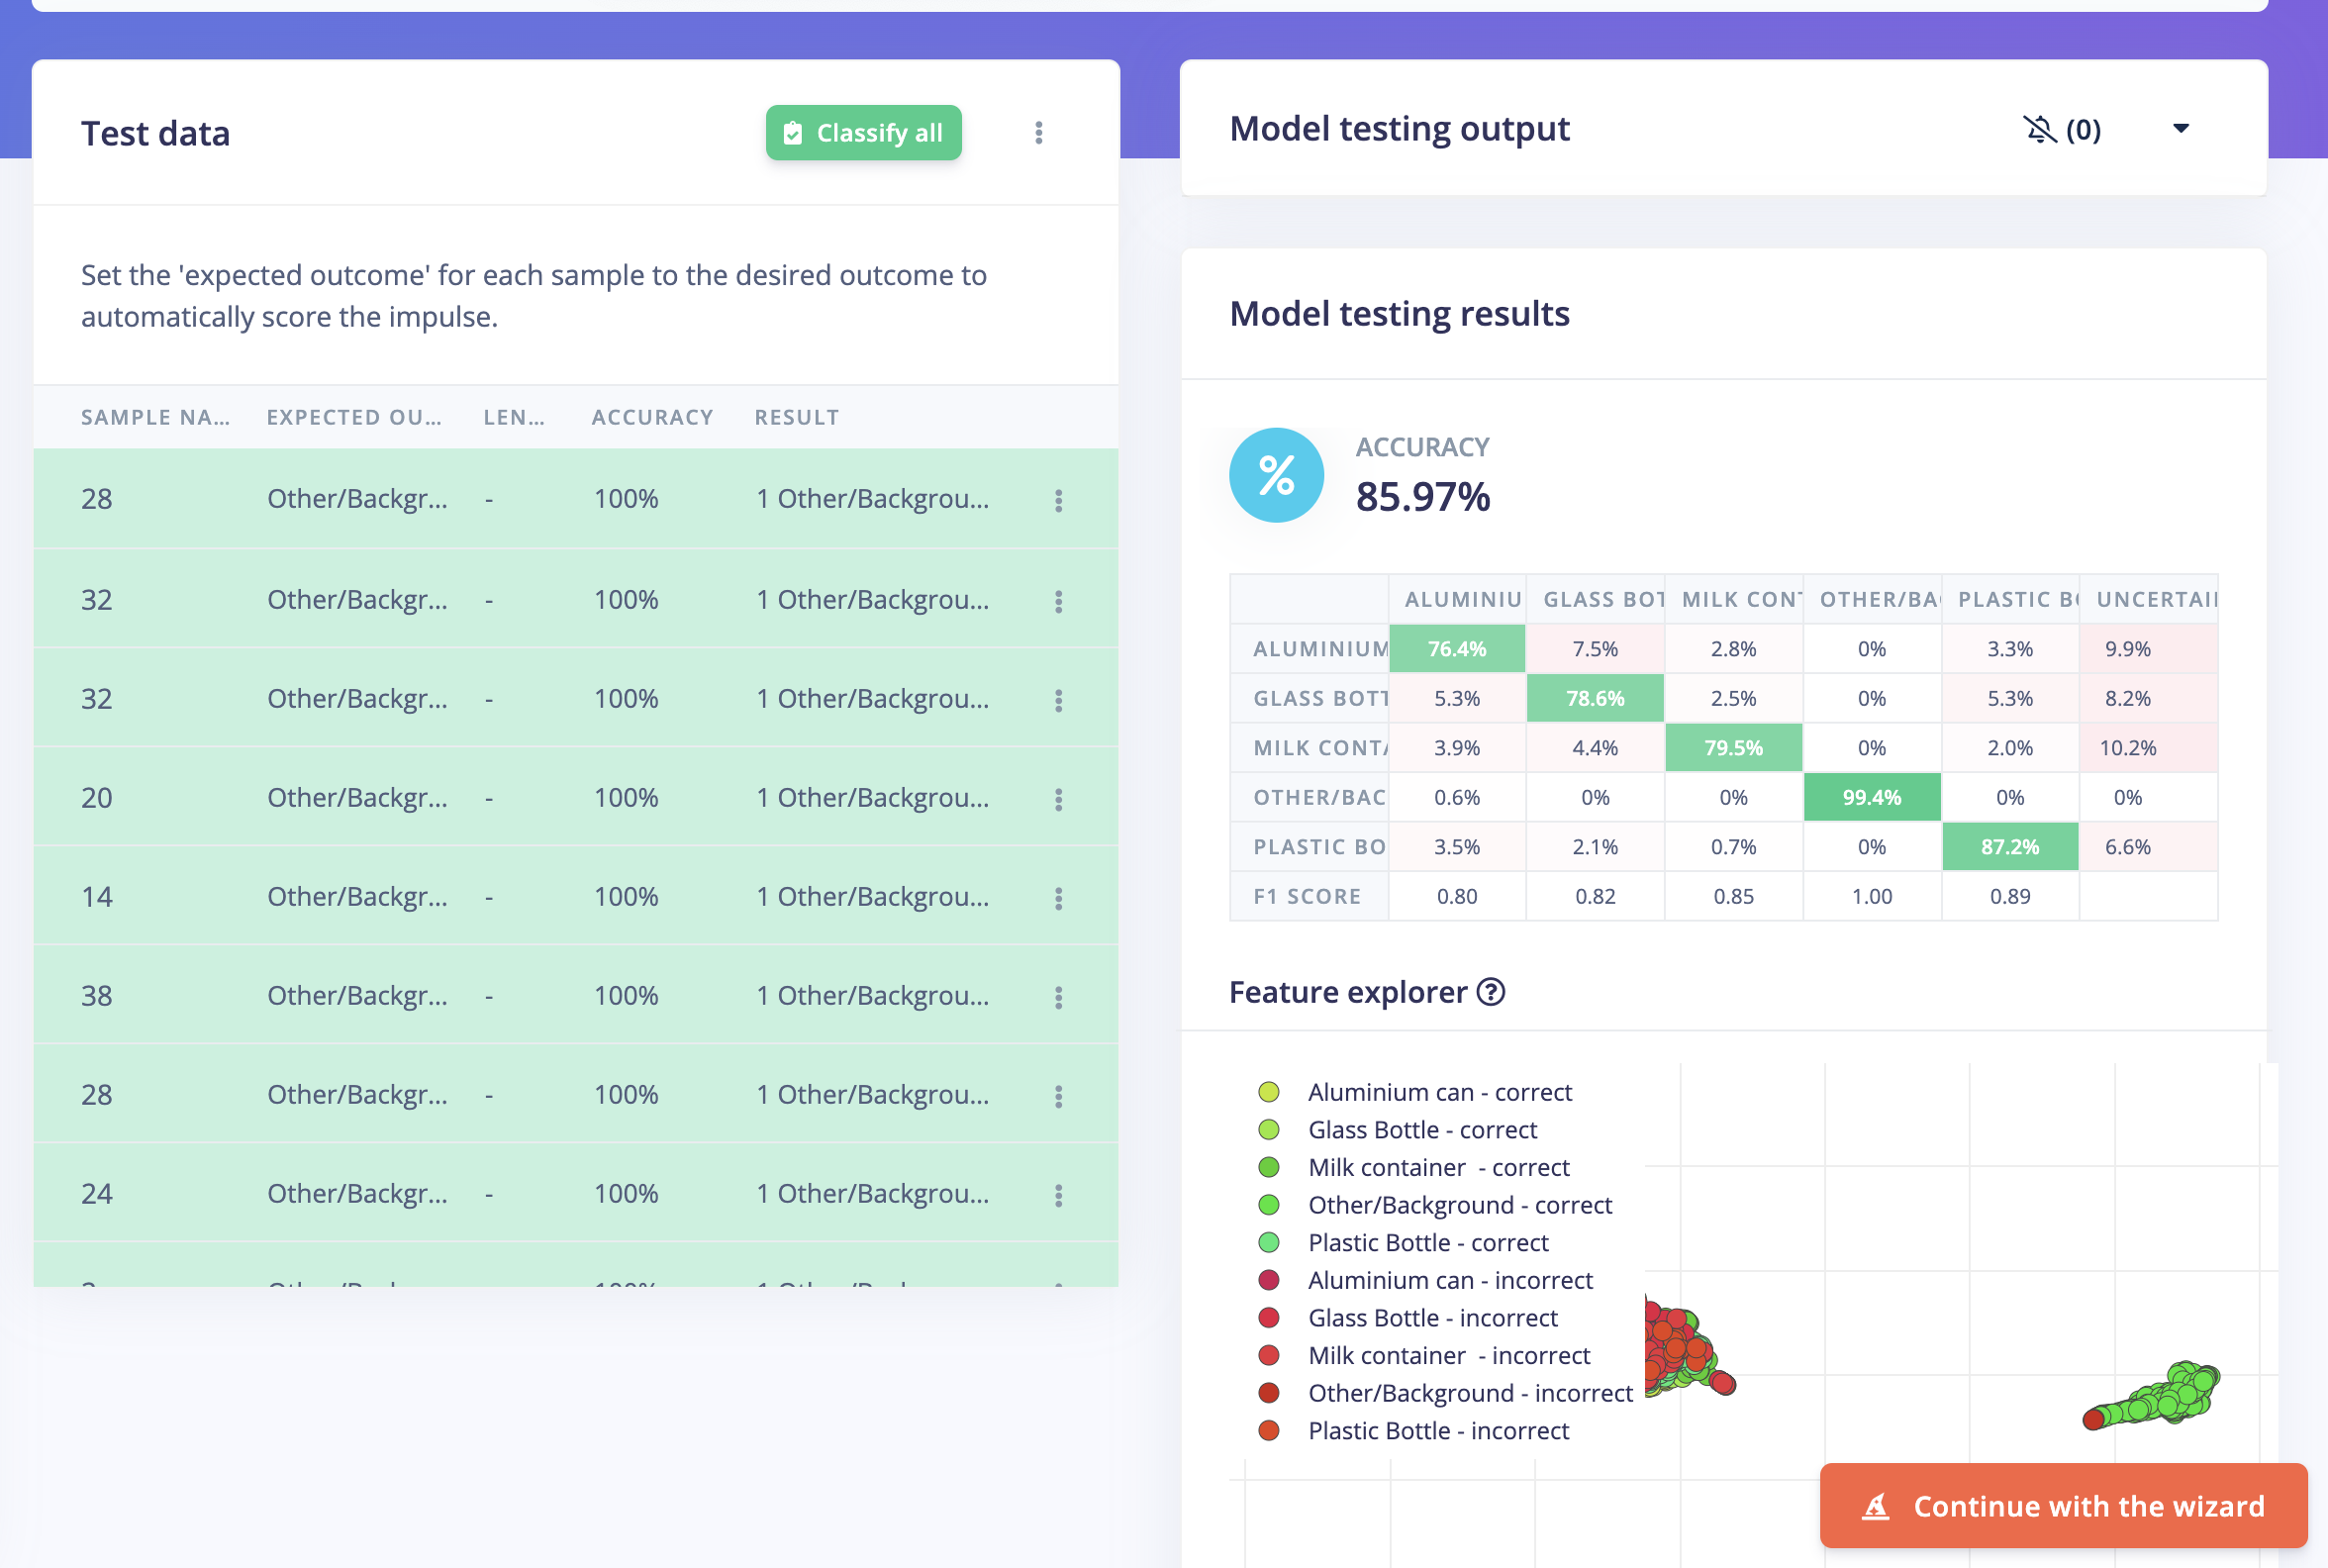 Test data
Classify all
Set the 'expected outcome' for each sample to the desired outcome to
automatically score the impulse.
SAMPLE NA... EXPECTED OU... LEN... ACCURACY RESULT
28 Other/Backgr... - 100% 1 Other/Backgrou...
32 Other/Backgr... - 100% 1 Other/Backgrou...
32 Other/Backgr... - 100% 1 Other/Backgrou...
20 Other/Backgr... - 100% 1 Other/Backgrou...
14 Other/Backgr... - 100% 1 Other/Backgrou...
38 Other/Backgr... - 100% 1 Other/Backgrou...
28 Other/Backgr... - 100% 1 Other/Backgrou...
24 Other/Backgr... - 100% 1 Other/Backgrou...
Model testing output (0)
Model testing results
ACCURACY
85.97%
ALUMINIU GLASS BOT MILK CONT OTHER/BA PLASTIC B UNCERTAI
ALUMINIUM 76.4% 7.5% 2.8% 0% 3.3% 9.9%
GLASS BOTT 5.3% 78.6% 2.5% 0% 5.3% 8.2%
MILK CONTA 3.9% 4.4% 79.5% 0% 2.0% 10.2%
OTHER/BAC 0.6% 0% 0% 99.4% 0% 0%
PLASTIC BO 3.5% 2.1% 0.7% 0% 87.2% 6.6%
F1 SCORE 0.80 0.82 0.85 1.00 0.89
Feature explorer ?
Aluminium can - correct
Glass Bottle - correct
Milk container  - correct
Other/Background - correct
Plastic Bottle - correct
Aluminium can - incorrect
Glass Bottle - incorrect
Milk container  - incorrect
Other/Background - incorrect
Plastic Bottle - incorrect
Continue with the wizard